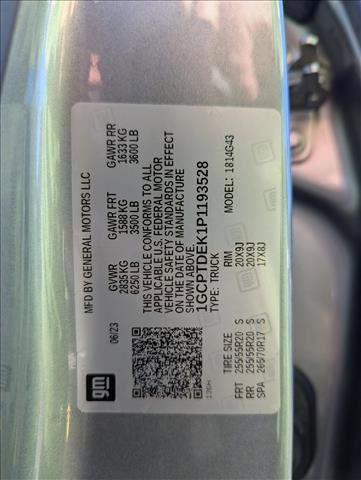 MFD BY GENERAL MOTORS LLC
06/23
GVWR
2835 KG
6250 LB
GAWR FRT
1588 KG
3500 LB
GAWR RR
1633 KG
3600 LB
THIS VEHICLE CONFORMS TO ALL
APPLICABLE U.S. FEDERAL MOTOR
VEHICLE SAFETY STANDARDS IN EFFECT
ON THE DATE OF MANUFACTURE
SHOWN ABOVE.
1GCPTDEK1P1193528
TYPE: TRUCK
MODEL: 1814G43
TIRE SIZE RIM
FRT 255/55R20 S 20X9J
RR 255/55R20 S 20X9J
SPA 265/70R17 S 17X8J
gm